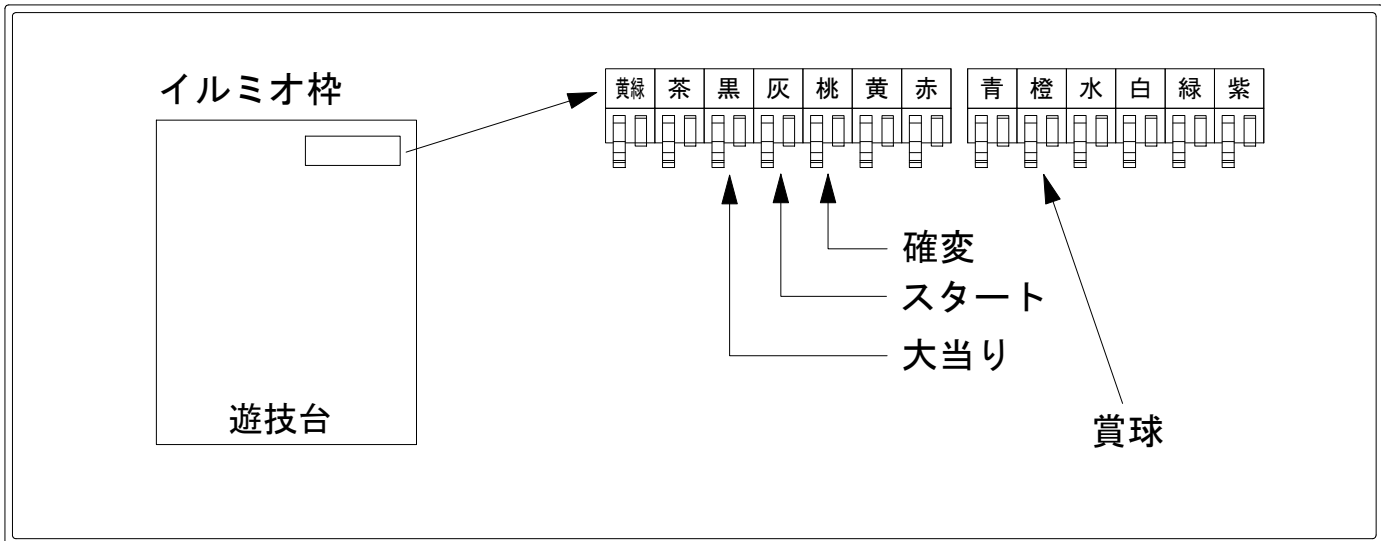 イルミオ枠
黄緑 茶 黒 灰 桃 黄 赤 青 橙 水 白 緑 紫
確変
スタート
大当り
賞球
遊技台